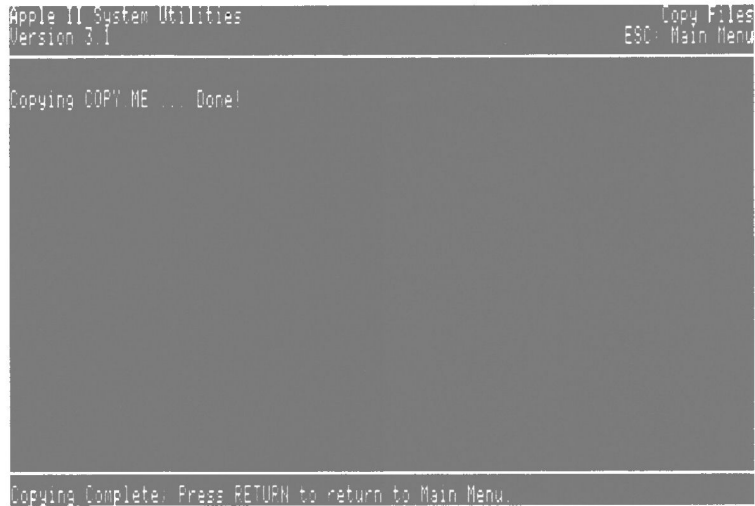 Apple II System Utilities
Copy Files
Version 3.1
ESC: Main Menu
Copying COPY.ME ... Done!
Copying Complete; Press RETURN to return to Main Menu.